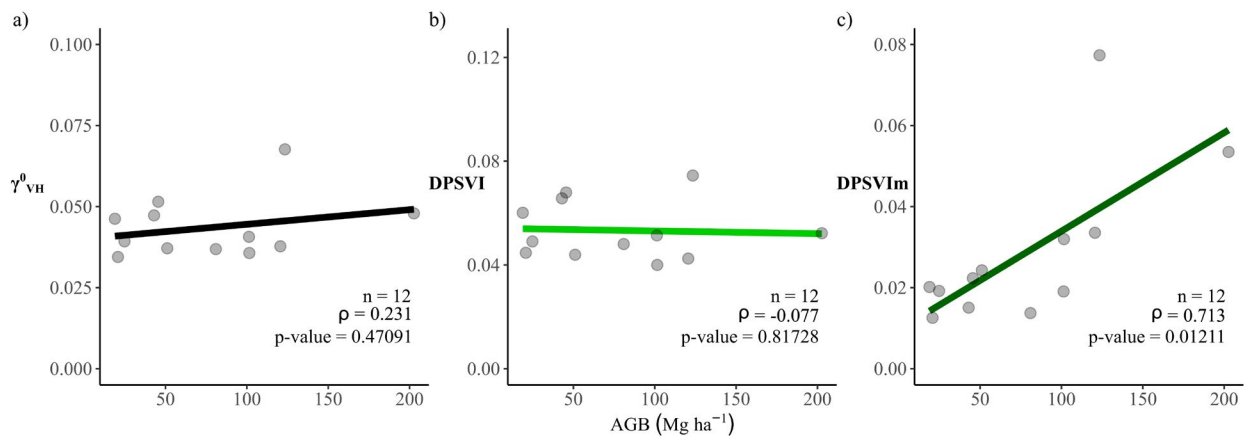 a)
0.100
0.075
0.050
0.025
0.000
γ⁰VH
n = 12
ρ = 0.231
p-value = 0.47091
50
100
150
200
b)
0.12
0.08
0.04
0.00
DPSVI
n = 12
ρ = -0.077
p-value = 0.81728
50
100
150
200
AGB (Mg ha⁻¹)
c)
0.08
0.06
0.04
0.02
0.00
DPSVIm
n = 12
ρ = 0.713
p-value = 0.01211
50
100
150
200